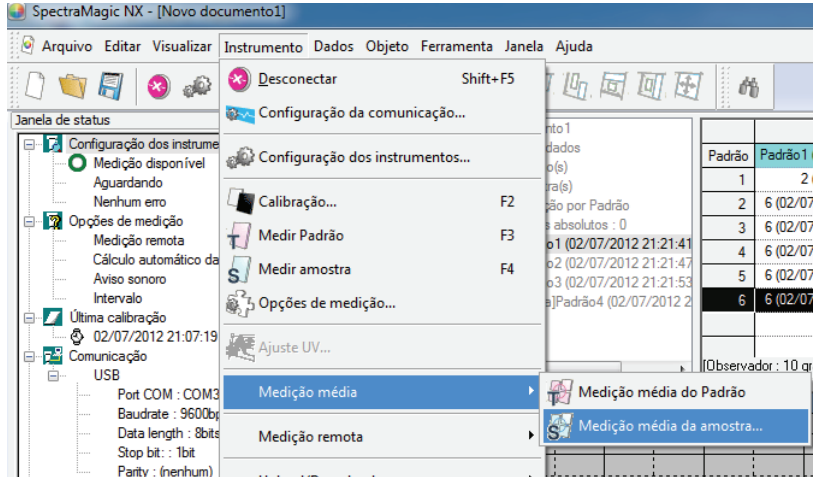 SpectraMagic NX - [Novo documento1]
Arquivo Editar Visualizar Instrumento Dados Objeto Ferramenta Janela Ajuda
Janela de status
Configuração dos instrume
Medição disponível
Aguardando
Nenhum erro
Opções de medição
Medição remota
Cálculo automático da
Aviso sonoro
Intervalo
Última calibração
02/07/2012 21:07:19
Comunicação
USB
Port COM : COM3
Baudrate : 9600bp
Data length : 8bits
Stop bit: : 1bit
Parity : (nenhum)
Desconectar Shift+F5
Configuração da comunicação...
Configuração dos instrumentos...
Calibração... F2
Medir Padrão F3
Medir amostra F4
Opções de medição...
Ajuste UV...
Medição média
Medição remota
Medição média do Padrão
Medição média da amostra...
nto1
dados
o(s)
ra(s)
ção por Padrão
s absolutos : 0
o1 (02/07/2012 21:21:41
o2 (02/07/2012 21:21:47
o3 (02/07/2012 21:21:53
a]Padrão4 (02/07/2012 2
Padrão Padrão1 (
1 2 (
2 6 (02/07
3 6 (02/07
4 6 (02/07
5 6 (02/07
6 6 (02/07
[Observador : 10 gr